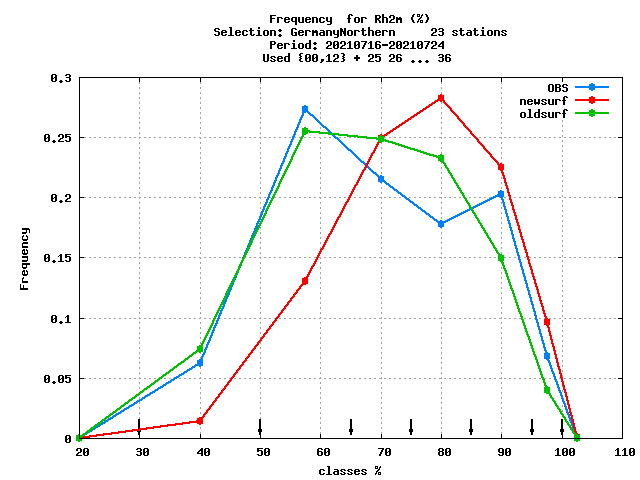 Frequency for Rh2m (%)
Selection: GermanyNorthern 23 stations
Period: 20210716-20210724
Used {00,12} + 25 26 ... 36
0.3
0.25
0.2
0.15
0.1
0.05
0
Frequency
OBS
newsurf
oldsurf
20 30 40 50 60 70 80 90 100 110
classes %